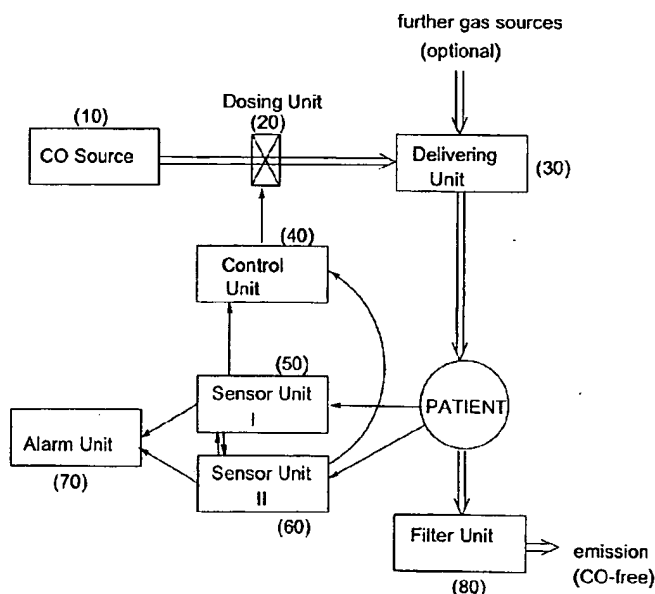 further gas sources
(optional)
Dosing Unit
(20)
(10)
CO Source
Delivering
Unit
(30)
(40)
Control
Unit
(50)
Sensor Unit
I
PATIENT
Alarm Unit
(70)
Sensor Unit
II
(60)
Filter Unit
(80)
emission
(CO-free)